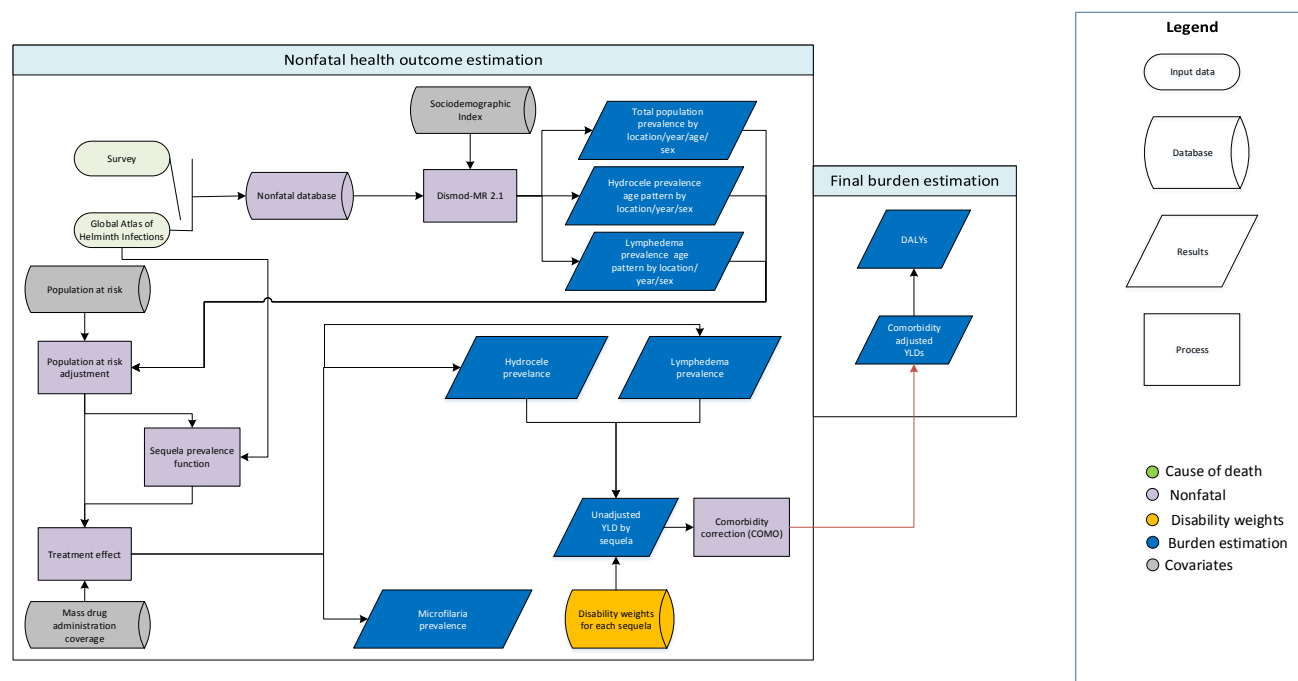 Legend
Input data
Nonfatal health outcome estimation
Sociodemographic
Index
Total population
prevalence by
location/year/age/
sex
Database
Survey
Final burden estimation
Nonfatal database
Dismod-MR 2.1
Hydrocele prevalence
age pattern by
location/year/sex
Global Atlas of
Helminth Infections
DALYs
Lymphedema
prevalence age
pattern by location/
year/sex
Results
Population at risk
Comorbidity
adjusted
YLDs
Population at risk
adjustment
Hydrocele
prevelance
Lymphedema
prevalence
Process
Sequela prevalence
function
Cause of death
Nonfatal
Disability weights
Burden estimation
Covariates
Unadjusted
YLD by
sequela
Comorbidity
correction (COMO)
Treatment effect
Mass drug
administration
coverage
Microfilaria
prevalence
Disability weights
for each sequela